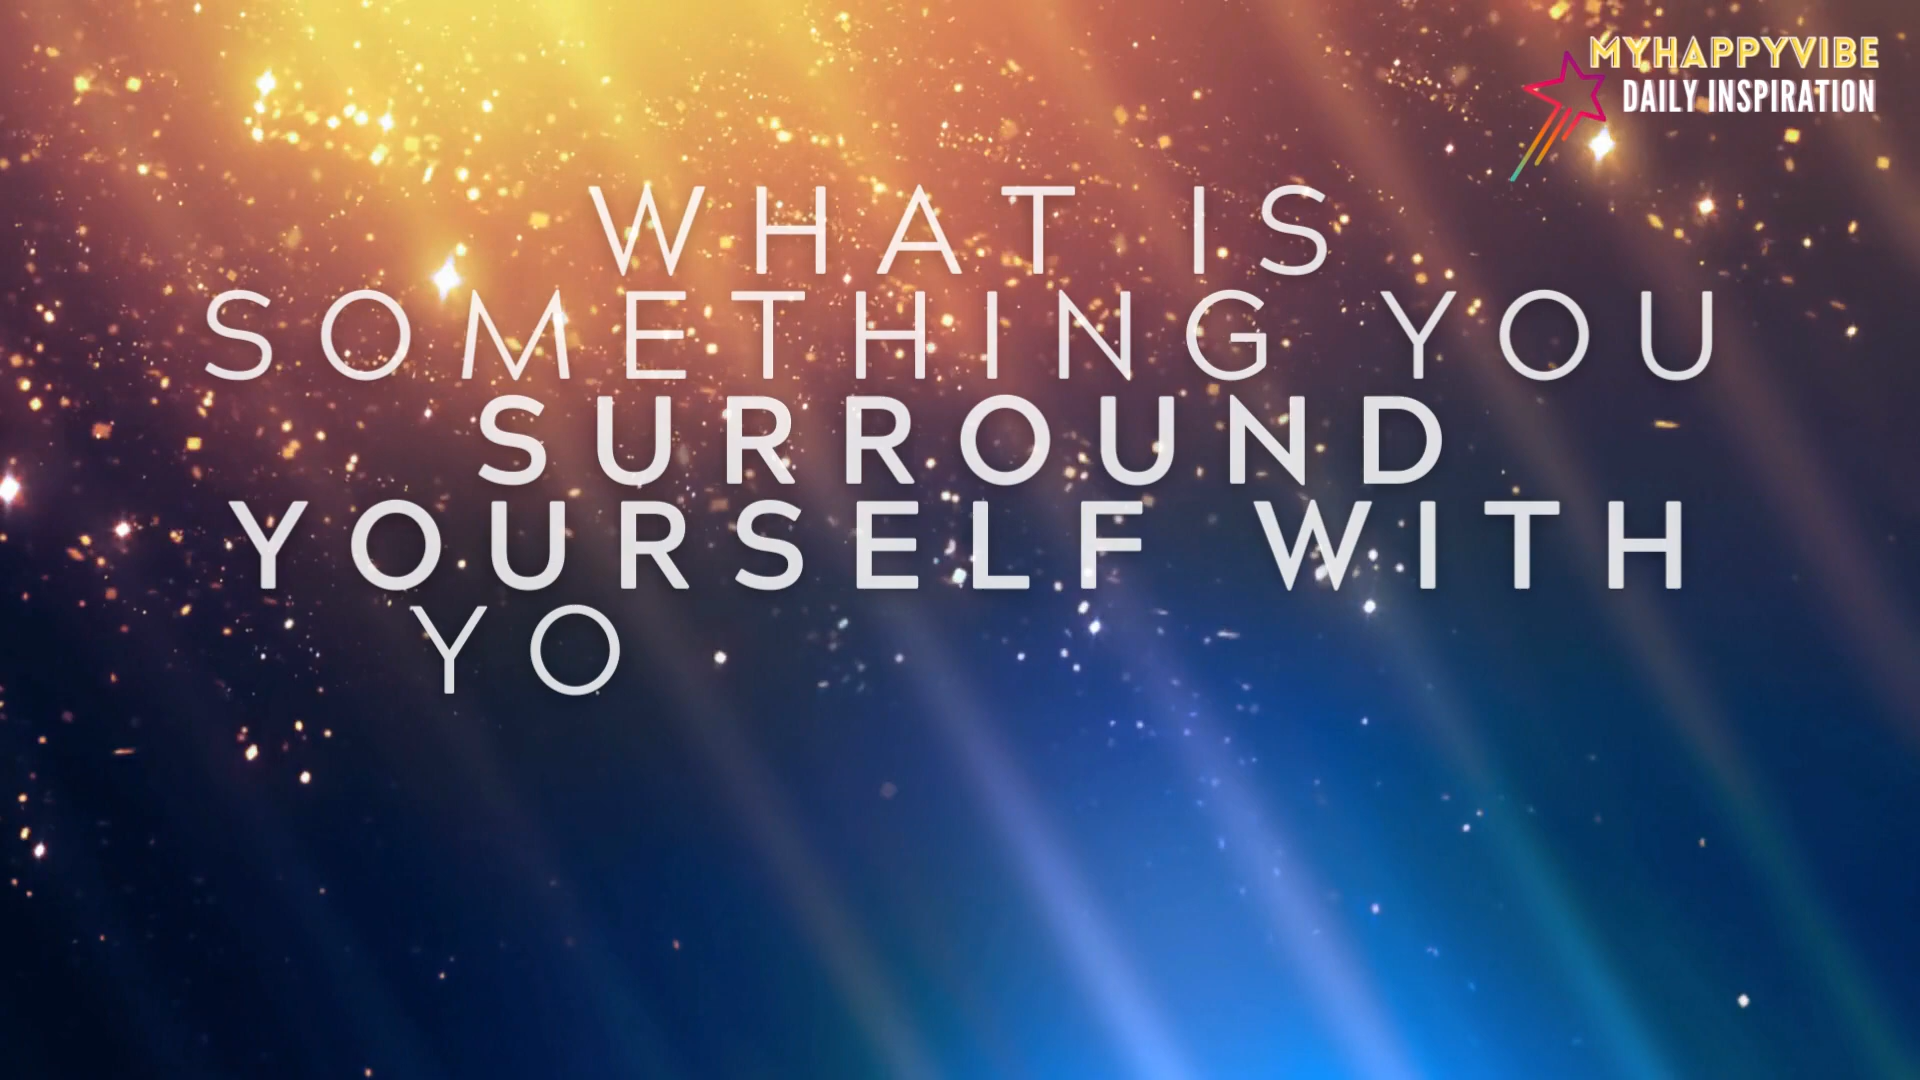 MYHAPPYVIBE
DAILY INSPIRATION
WHAT IS
SOMETHING YOU
SURROUND
YOURSELF WITH
YO